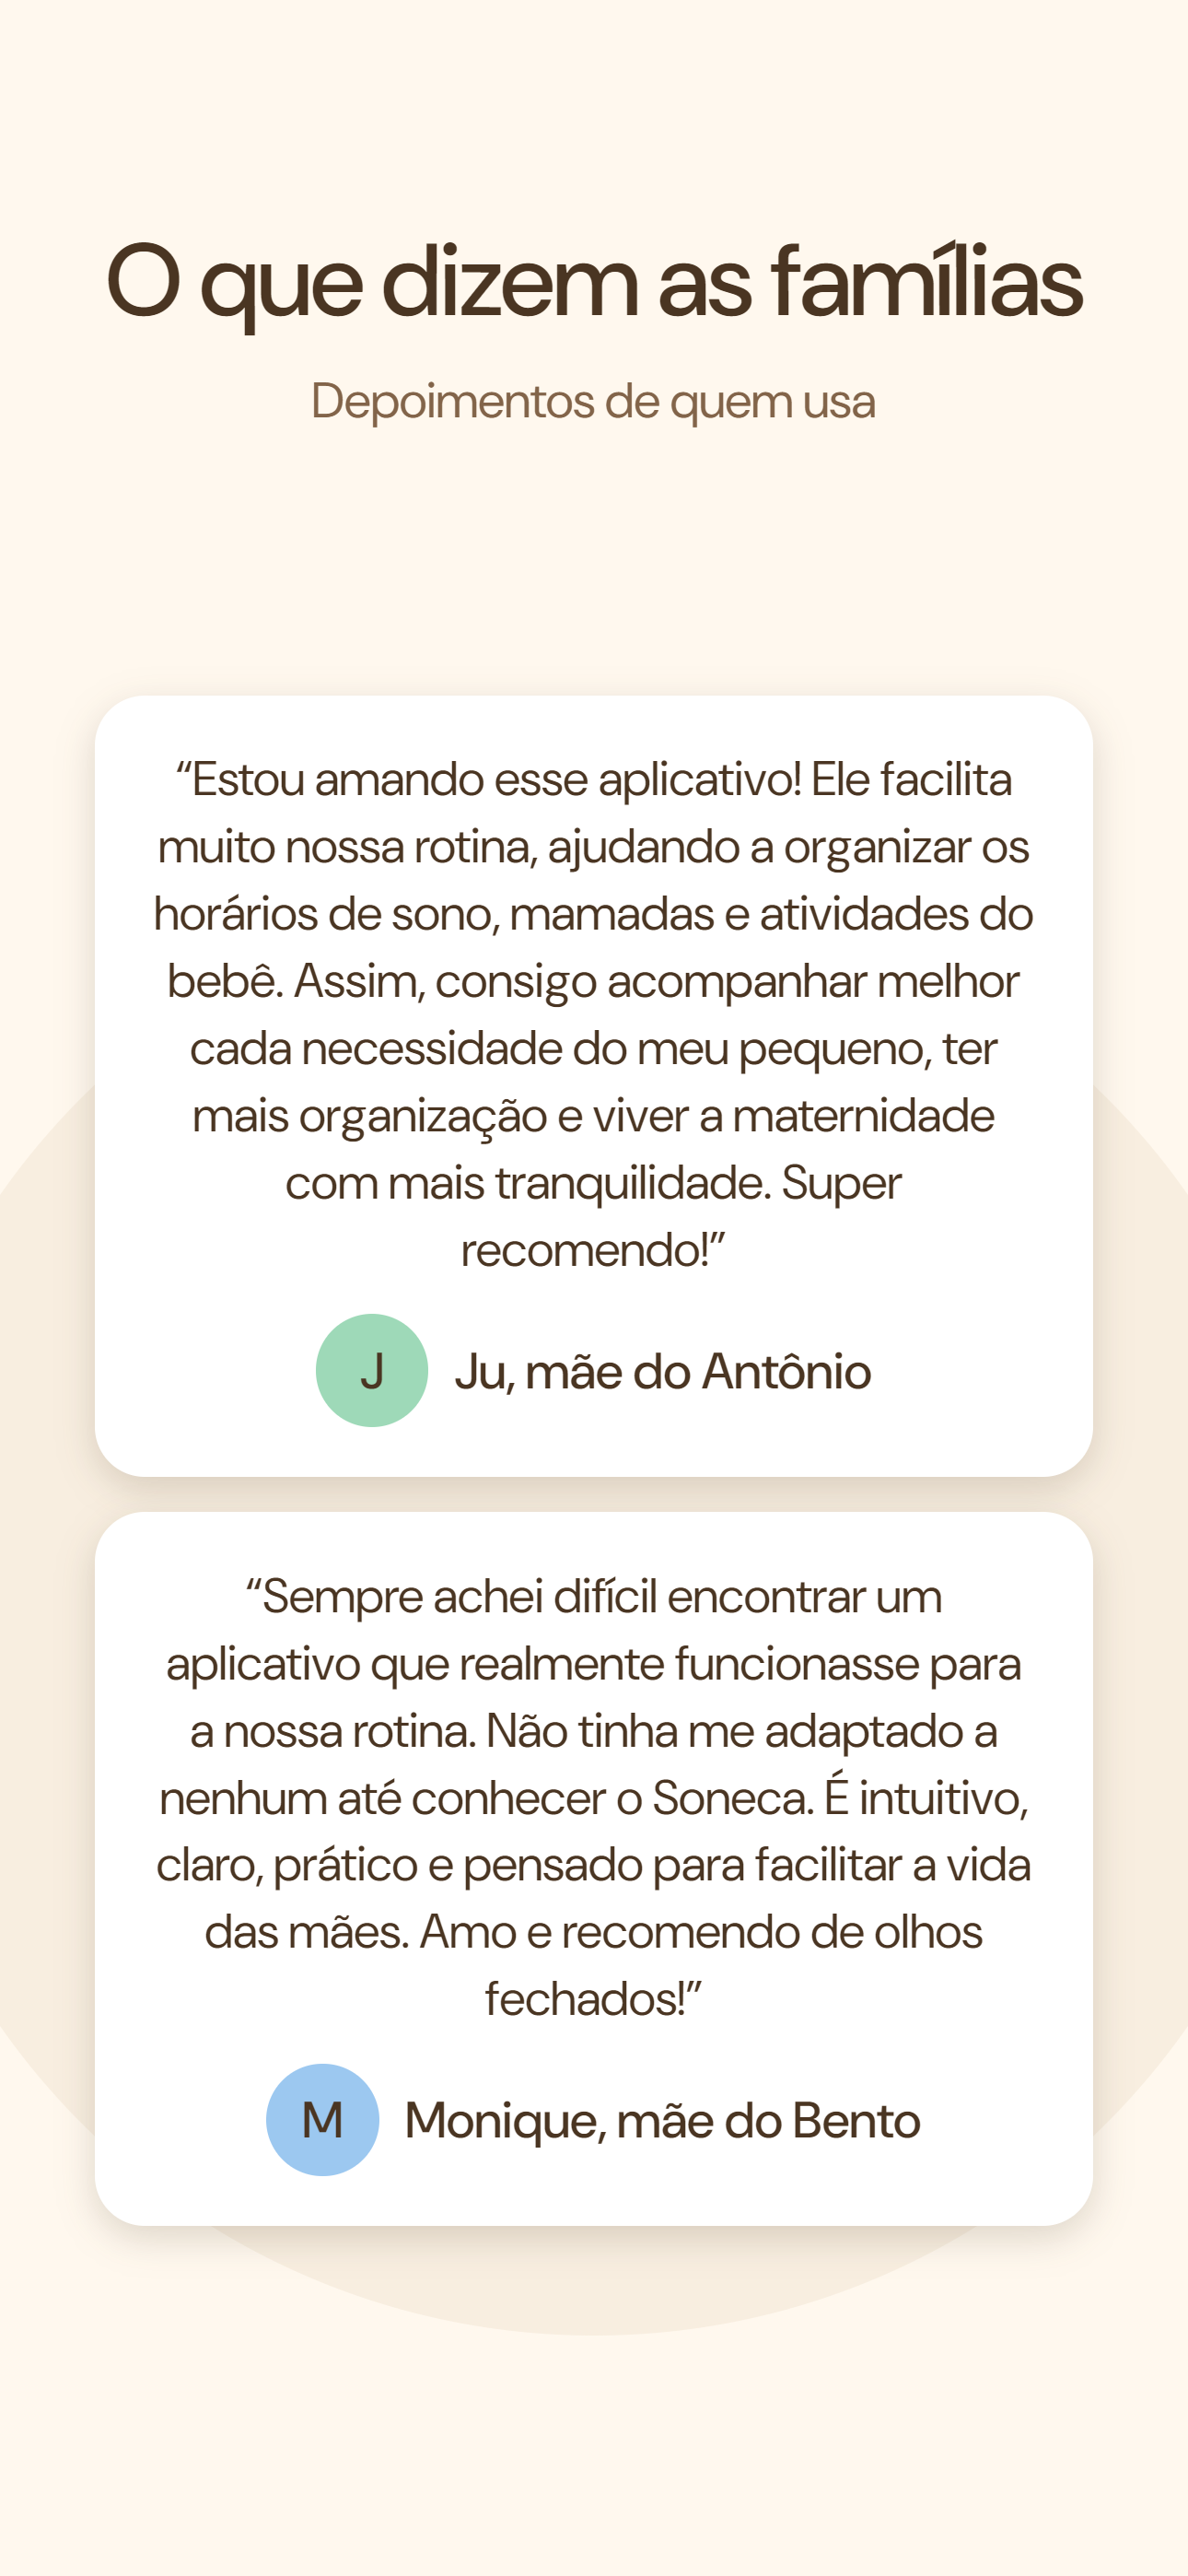 O que dizem as famílias
Depoimentos de quem usa
“Estou amando esse aplicativo! Ele facilita
muito nossa rotina, ajudando a organizar os
horários de sono, mamadas e atividades do
bebê. Assim, consigo acompanhar melhor
cada necessidade do meu pequeno, ter
mais organização e viver a maternidade
com mais tranquilidade. Super
recomendo!”
J Ju, mãe do Antônio
“Sempre achei difícil encontrar um
aplicativo que realmente funcionasse para
a nossa rotina. Não tinha me adaptado a
nenhum até conhecer o Soneca. É intuitivo,
claro, prático e pensado para facilitar a vida
das mães. Amo e recomendo de olhos
fechados!”
M Monique, mãe do Bento